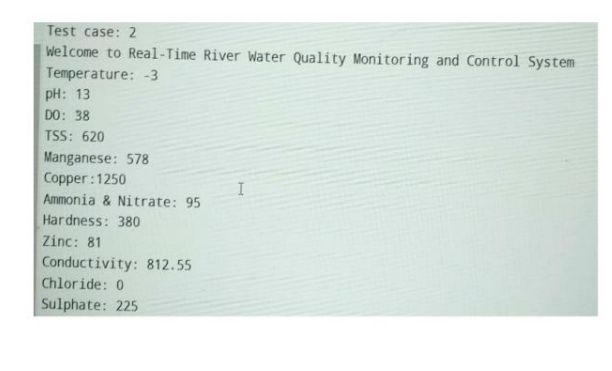 Test case: 2
Welcome to Real-Time River Water Quality Monitoring and Control System
Temperature: -3
pH: 13
DO: 38
TSS: 620
Manganese: 578
Copper:1250
Ammonia & Nitrate: 95
Hardness: 380
Zinc: 81
Conductivity: 812.55
Chloride: 0
Sulphate: 225